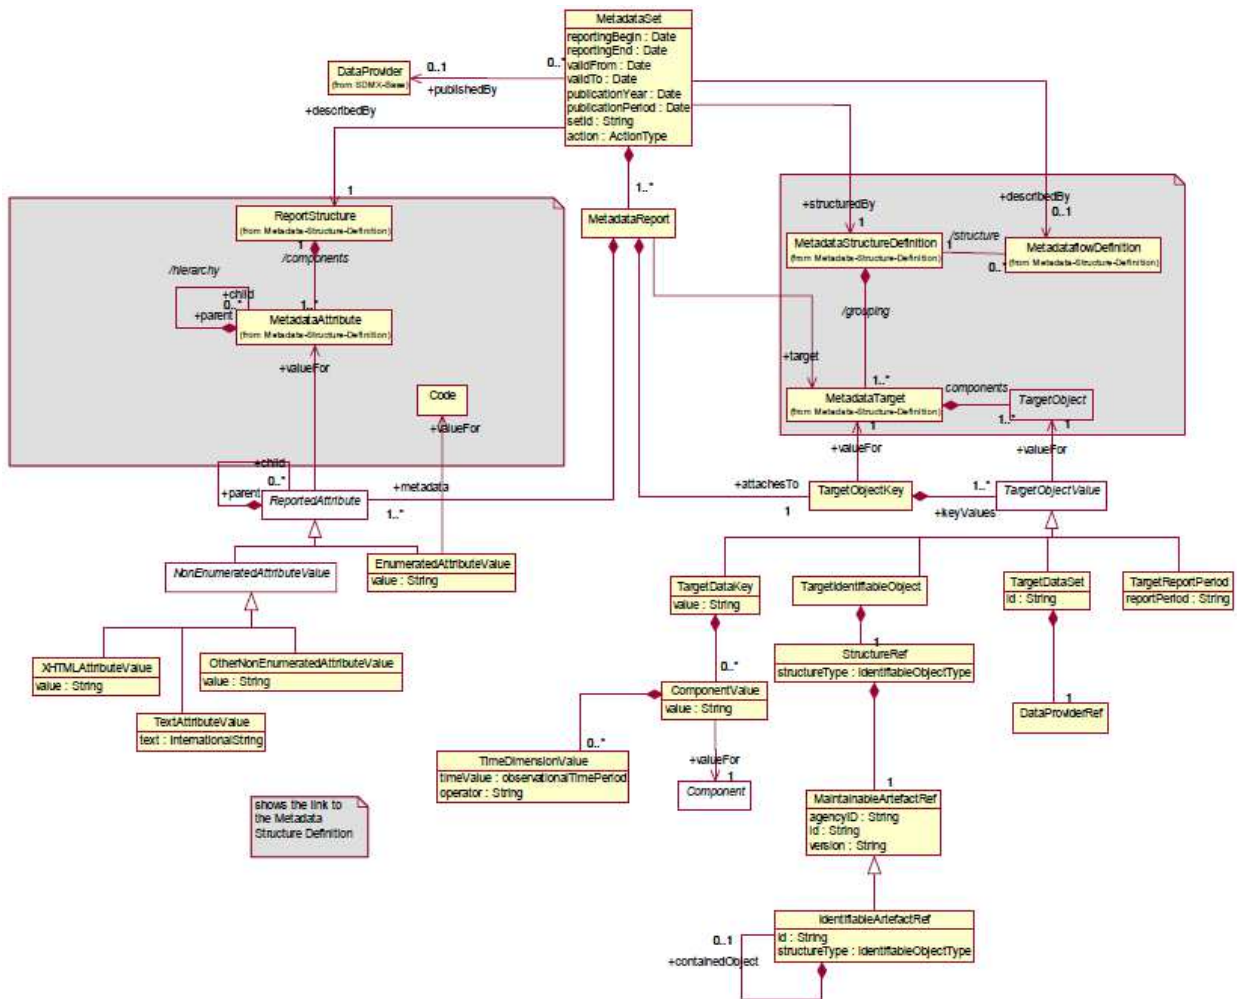 MetadataSet
reportingBegin : Date
reportingEnd : Date
validFrom : Date
validTo : Date
publicationYear : Date
publicationPeriod : Date
setId : String
action : ActionType
DataProvider
(from SDMX-Base)
0..1
0..*
+publishedBy
+describedBy
1
1..*
+structuredBy
1
+describedBy
0..1
ReportStructure
(from Metadata-Structure-Definition)
1
/components
/hierarchy
+child
0..*
1..*
+parent
MetadataAttribute
(from Metadata-Structure-Definition)
+valueFor
MetadataReport
MetadataStructureDefinition
(from Metadata-Structure-Definition)
/structure
1
0..*
MetadataflowDefinition
(from Metadata-Structure-Definition)
/grouping
+target
1..*
MetadataTarget
(from Metadata-Structure-Definition)
components
1..*
TargetObject
1
1
Code
+valueFor
+valueFor
+valueFor
+child
0..*
+parent
ReportedAttribute
+metadata
1..*
+attachesTo
1
TargetObjectKey
1..*
+keyValues
TargetObjectValue
NonEnumeratedAttributeValue
EnumeratedAttributeValue
value : String
TargetDataKey
value : String
TargetIdentifiableObject
TargetDataSet
id : String
TargetReportPeriod
reportPeriod : String
XHTMLAttributeValue
value : String
OtherNonEnumeratedAttributeValue
value : String
TextAttributeValue
text : InternationalString
0..*
1
StructureRef
structureType : IdentifiableObjectType
ComponentValue
value : String
1
DataProviderRef
0..*
TimeDimensionValue
timeValue : observationalTimePeriod
operator : String
+valueFor
1
Component
1
MaintainableArtefactRef
agencyID : String
id : String
version : String
shows the link to
the Metadata
Structure Definition
IdentifiableArtefactRef
id : String
structureType : IdentifiableObjectType
0..1
+containedObject